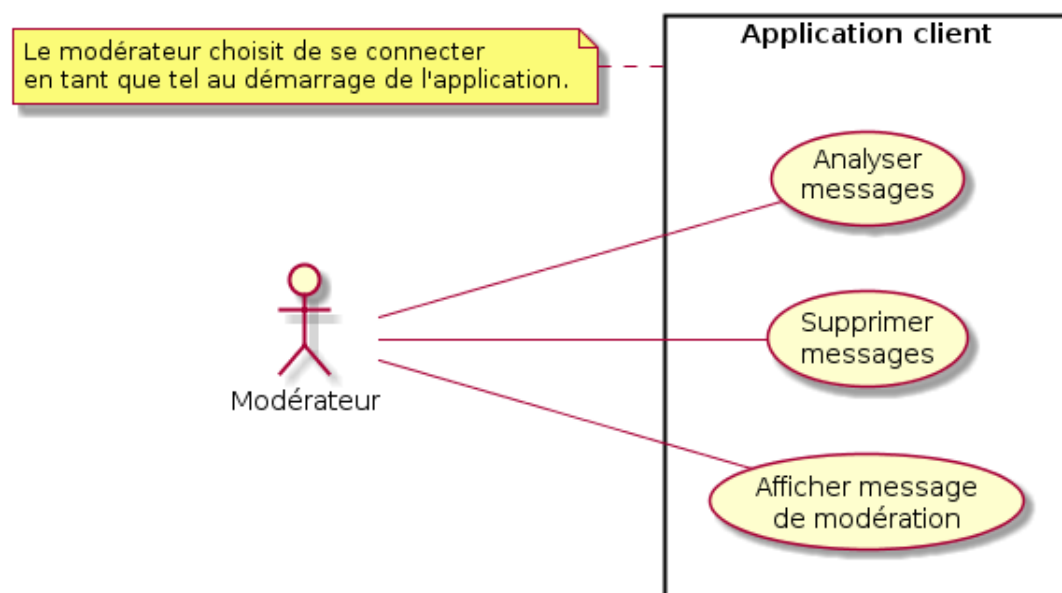 Le modérateur choisit de se connecter
en tant que tel au démarrage de l'application.
Application client
Analyser
messages
Supprimer
messages
Modérateur
Afficher message
de modération